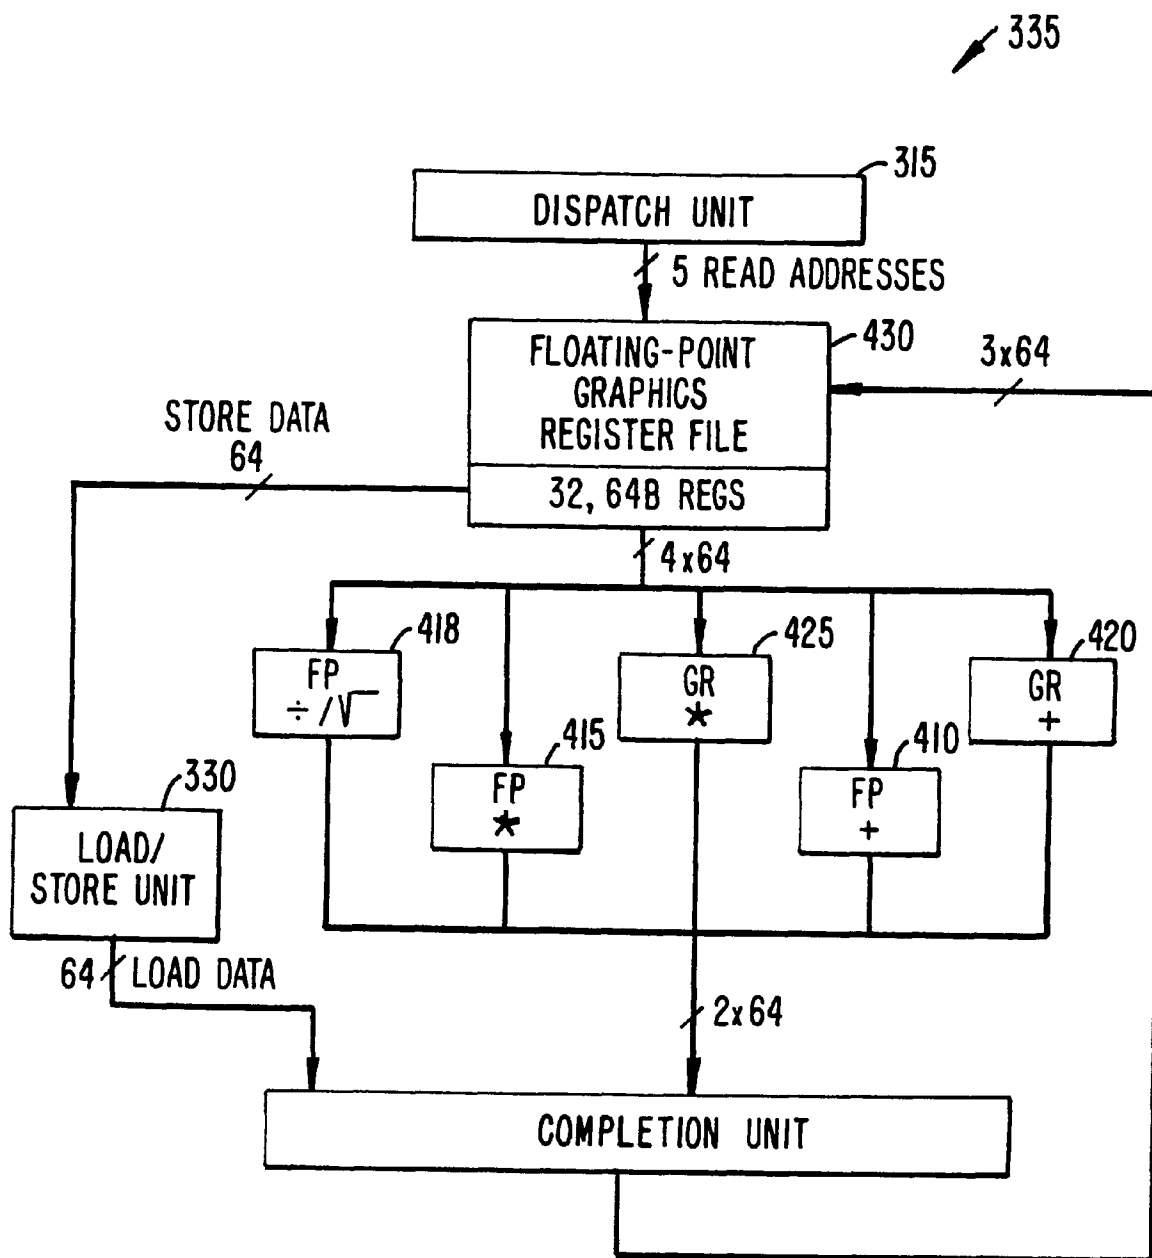 335
315
DISPATCH UNIT
5 READ ADDRESSES
430
FLOATING-POINT
GRAPHICS
REGISTER FILE
32, 64B REGS
3x64
STORE DATA
64
4x64
418
FP
÷ /√
425
GR
*
420
GR
+
415
FP
*
410
FP
+
330
LOAD/
STORE UNIT
64 LOAD DATA
2x64
COMPLETION UNIT